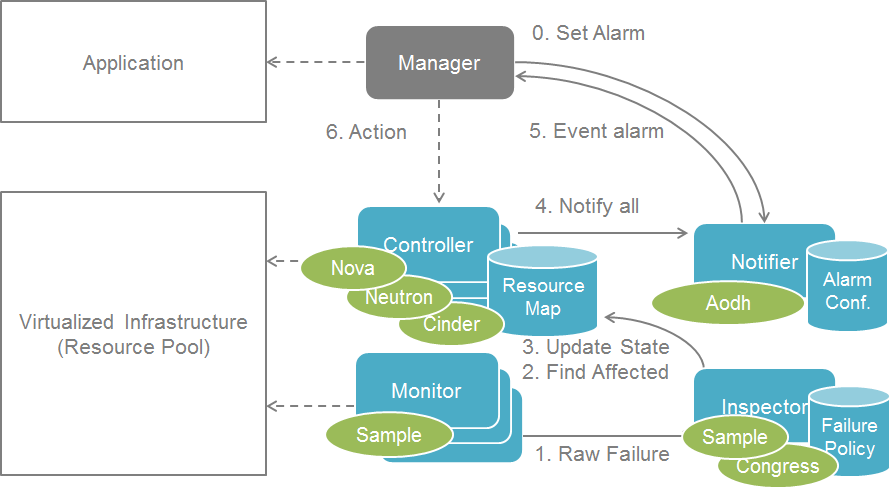 0. Set Alarm
Application
Manager
6. Action
5. Event alarm
4. Notify all
Controller
Nova
Neutron
Cinder
Resource
Map
Notifier
Aodh
Alarm
Conf.
Virtualized Infrastructure
(Resource Pool)
3. Update State
2. Find Affected
Monitor
Sample
1. Raw Failure
Inspector
Sample
Congress
Failure
Policy